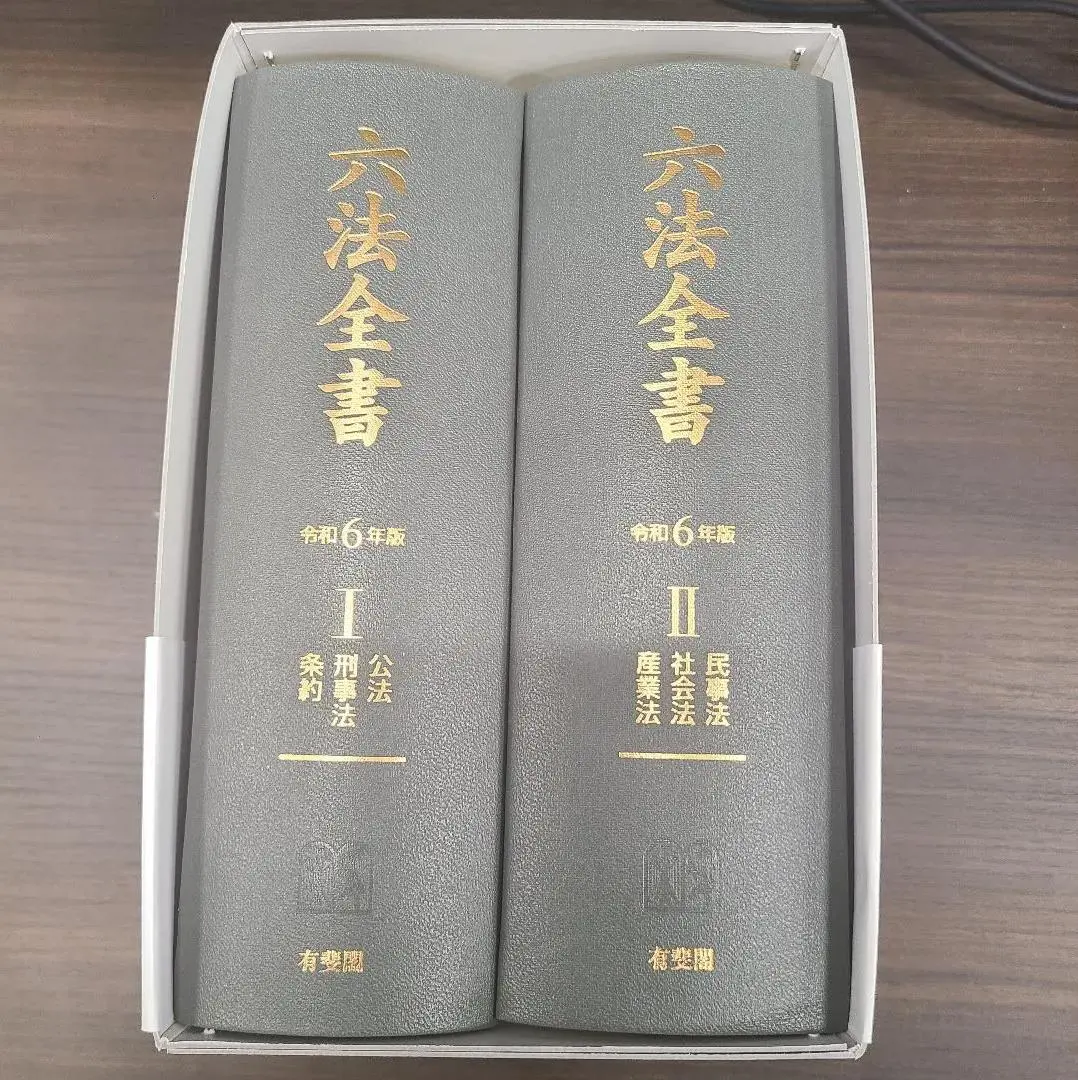 六法全書
令和6年版
I
公法
刑事法
条約
有斐閣
六法全書
令和6年版
II
民事法
社会法
産業法
有斐閣